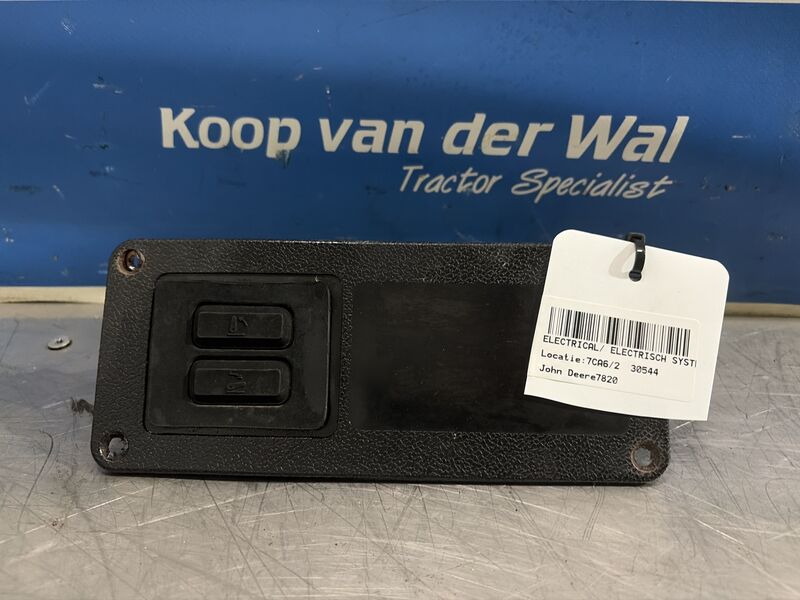 Koop van der Wal
Tractor Specialist
ELECTRICAL/ ELECTRISCH SYST
Locatie:7CA6/2 30544
John Deere7820